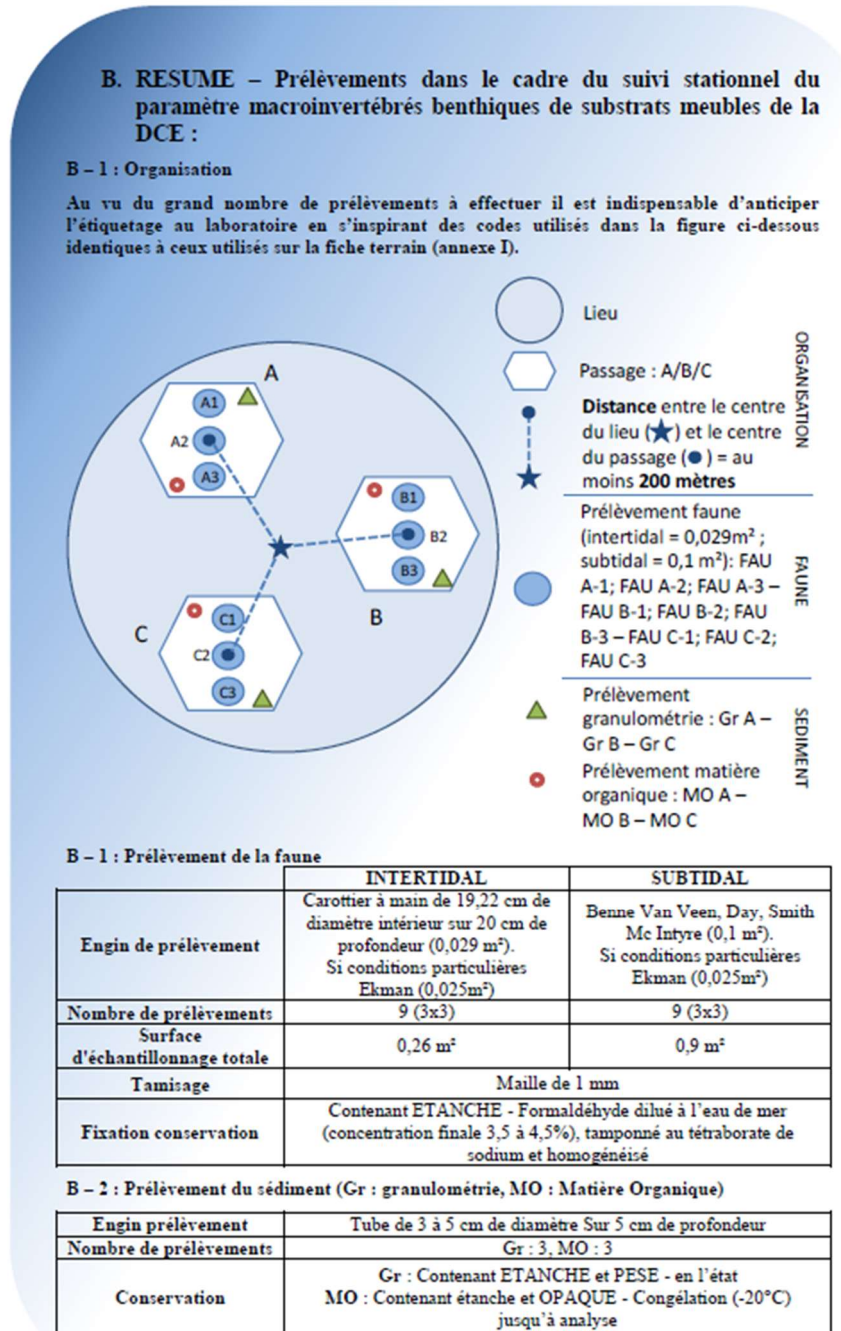 B. RESUME – Prélèvements dans le cadre du suivi stationnel du
paramètre macroinvertébrés benthiques de substrats meubles de la
DCE :
B – 1 : Organisation
Au vu du grand nombre de prélèvements à effectuer il est indispensable d'anticiper
l'étiquetage au laboratoire en s'inspirant des codes utilisés dans la figure ci-dessous
identiques à ceux utilisés sur la fiche terrain (annexe I).
A
A1
A2
A3
B1
B2
B3
B
C
C1
C2
C3
Lieu
Passage : A/B/C
Distance entre le centre
du lieu (★) et le centre
du passage (●) = au
moins 200 mètres
ORGANISATION
Prélèvement faune
(intertidal = 0,029m² ;
subtidal = 0,1 m²): FAU
A-1; FAU A-2; FAU A-3 –
FAU B-1; FAU B-2; FAU
B-3 – FAU C-1; FAU C-2;
FAU C-3
FAUNE
Prélèvement
granulométrie : Gr A –
Gr B – Gr C
Prélèvement matière
organique : MO A –
MO B – MO C
SEDIMENT
B – 1 : Prélèvement de la faune
INTERTIDAL
SUBTIDAL
Engin de prélèvement
Carottier à main de 19,22 cm de
diamètre intérieur sur 20 cm de
profondeur (0,029 m²).
Si conditions particulières
Ekman (0,025m²)
Benne Van Veen, Day, Smith
Mc Intyre (0,1 m²).
Si conditions particulières
Ekman (0,025m²)
Nombre de prélèvements
9 (3x3)
9 (3x3)
Surface
d'échantillonnage totale
0,26 m²
0,9 m²
Tamisage
Maille de 1 mm
Fixation conservation
Contenant ETANCHE - Formaldéhyde dilué à l'eau de mer
(concentration finale 3,5 à 4,5%), tamponné au tétraborate de
sodium et homogénéisé
B – 2 : Prélèvement du sédiment (Gr : granulométrie, MO : Matière Organique)
Engin prélèvement
Tube de 3 à 5 cm de diamètre Sur 5 cm de profondeur
Nombre de prélèvements
Gr : 3, MO : 3
Conservation
Gr : Contenant ETANCHE et PESE - en l'état
MO : Contenant étanche et OPAQUE - Congélation (-20°C)
jusqu'à analyse